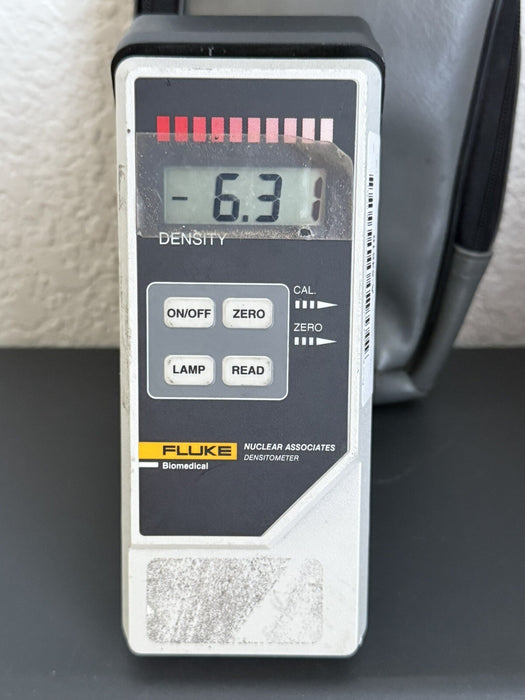 - 6.31
DENSITY
CAL.
ON/OFF ZERO
ZERO
LAMP READ
FLUKE
Biomedical
NUCLEAR ASSOCIATES
DENSITOMETER